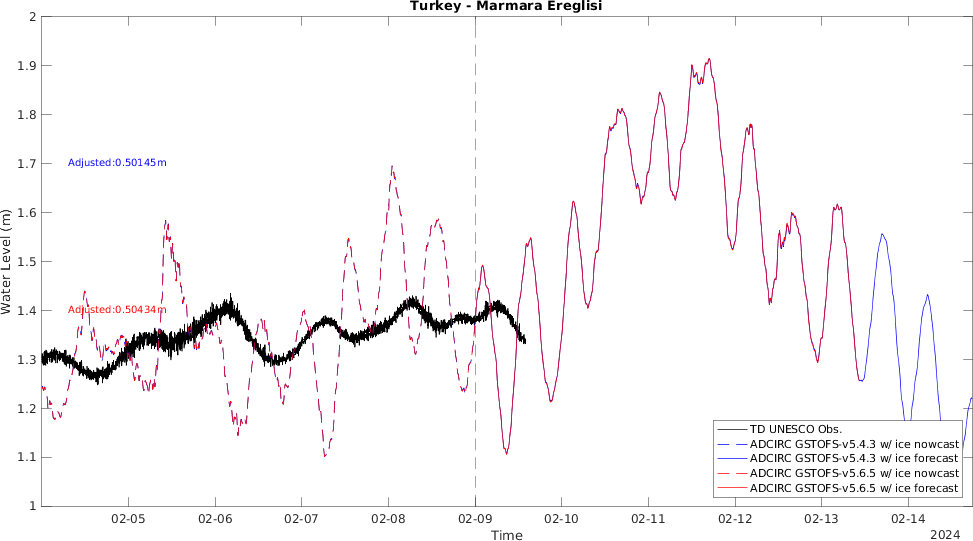 Turkey - Marmara Ereglisi
2
1.9
1.8
1.7
1.6
1.5
1.4
1.3
1.2
1.1
1
Water Level (m)
Adjusted:0.50145m
Adjusted:0.50434m
TD UNESCO Obs.
ADCIRC GSTOFS-v5.4.3 w/ ice nowcast
ADCIRC GSTOFS-v5.4.3 w/ ice forecast
ADCIRC GSTOFS-v5.6.5 w/ ice nowcast
ADCIRC GSTOFS-v5.6.5 w/ ice forecast
02-05 02-06 02-07 02-08 02-09 02-10 02-11 02-12 02-13 02-14
Time
2024